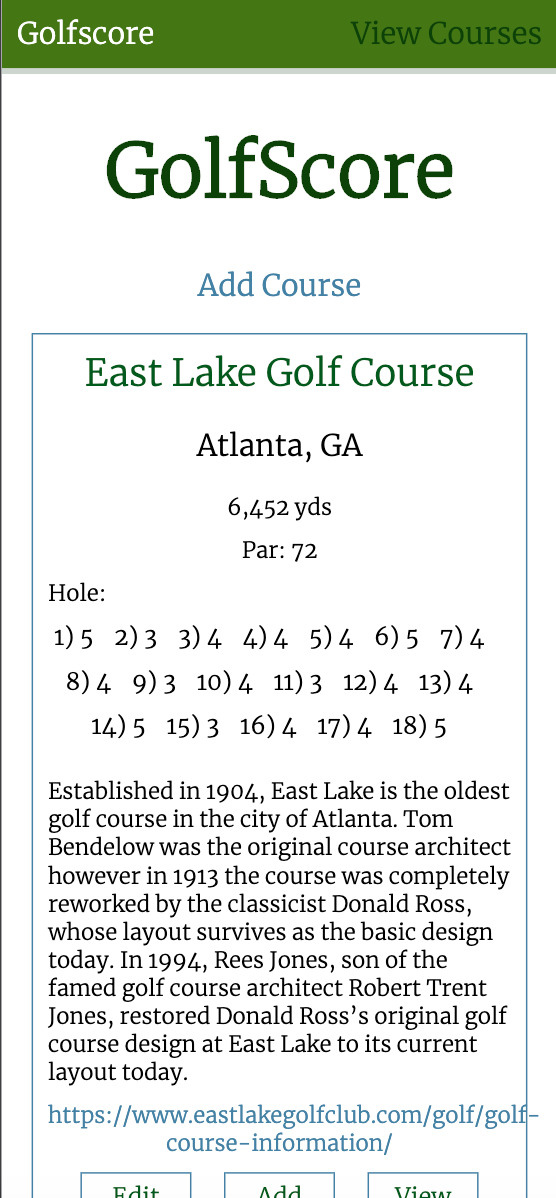 Golfscore View Courses
GolfScore
Add Course
East Lake Golf Course
Atlanta, GA
6,452 yds
Par: 72
Hole:
1) 5 2) 3 3) 4 4) 4 5) 4 6) 5 7) 4
8) 4 9) 3 10) 4 11) 3 12) 4 13) 4
14) 5 15) 3 16) 4 17) 4 18) 5
Established in 1904, East Lake is the oldest
golf course in the city of Atlanta. Tom
Bendelow was the original course architect
however in 1913 the course was completely
reworked by the classicist Donald Ross,
whose layout survives as the basic design
today. In 1994, Rees Jones, son of the
famed golf course architect Robert Trent
Jones, restored Donald Ross’s original golf
course design at East Lake to its current
layout today.
https://www.eastlakegolfclub.com/golf/golf-
course-information/
Edit Add View